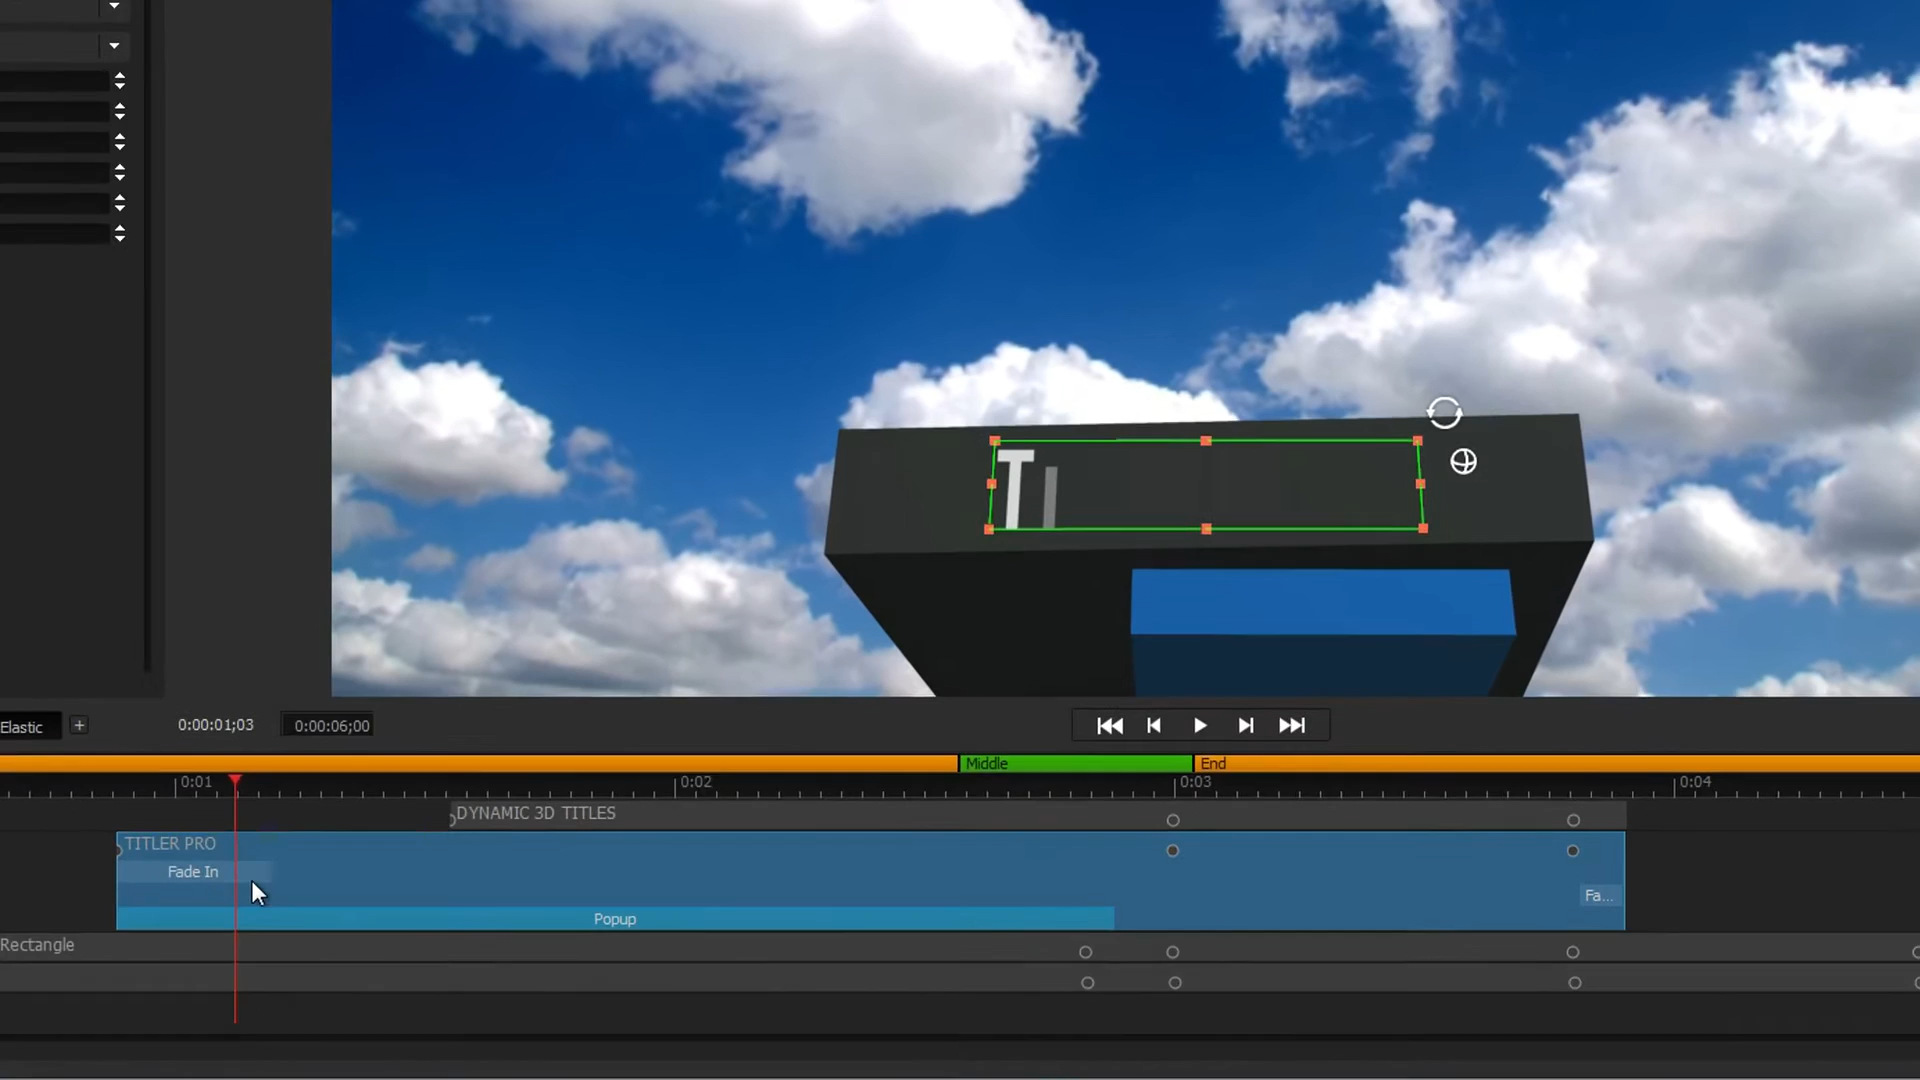 TI
Elastic
+
0:00:01;03
0:00:06;00
Middle
End
0:01
0:02
0:03
0:04
DYNAMIC 3D TITLES
TITLER PRO
Fade In
Fa...
Popup
Rectangle